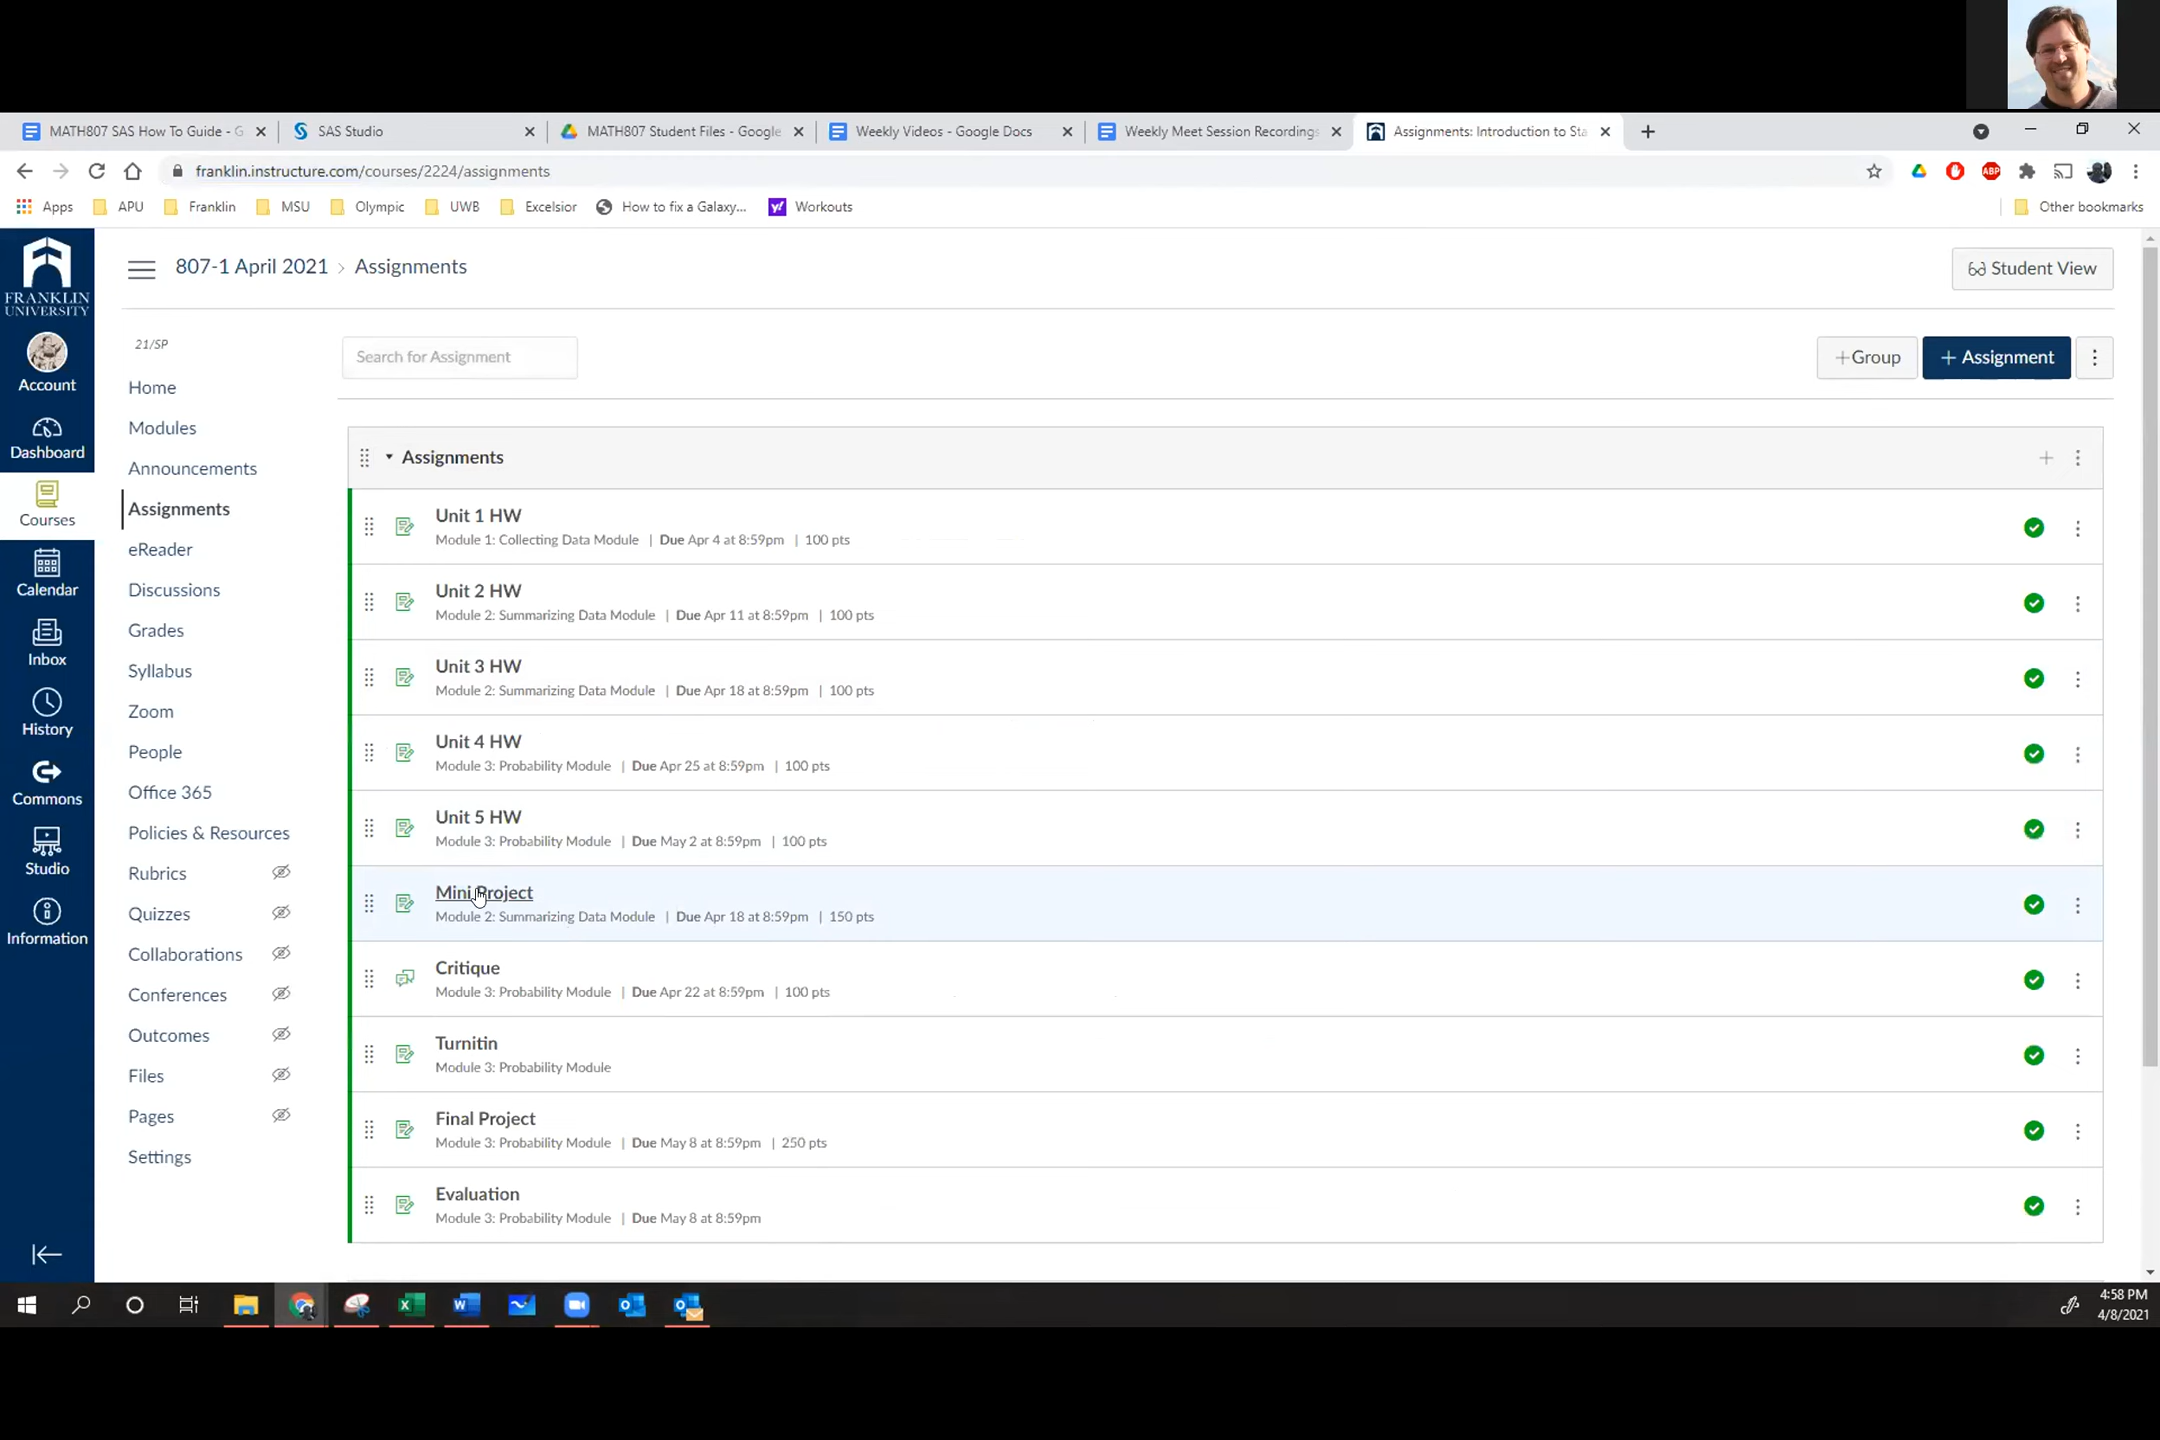 MATH807 SAS How To Guide - G
SAS Studio
MATH807 Student Files - Google
Weekly Videos - Google Docs
Weekly Meet Session Recordings
Assignments: Introduction to Sta
franklin.instructure.com/courses/2224/assignments
ABP
Apps
APU
Franklin
MSU
Olympic
UWB
Excelsior
How to fix a Galaxy...
Workouts
Other bookmarks
FRANKLIN
UNIVERSITY
Account
Dashboard
Courses
Calendar
Inbox
History
Commons
Studio
Information
807-1 April 2021 › Assignments
Student View
21/SP
Home
Modules
Announcements
Assignments
eReader
Discussions
Grades
Syllabus
Zoom
People
Office 365
Policies & Resources
Rubrics
Quizzes
Collaborations
Conferences
Outcomes
Files
Pages
Settings
Search for Assignment
+Group
+ Assignment
Assignments
Unit 1 HW
Module 1: Collecting Data Module | Due Apr 4 at 8:59pm | 100 pts
Unit 2 HW
Module 2: Summarizing Data Module | Due Apr 11 at 8:59pm | 100 pts
Unit 3 HW
Module 2: Summarizing Data Module | Due Apr 18 at 8:59pm | 100 pts
Unit 4 HW
Module 3: Probability Module | Due Apr 25 at 8:59pm | 100 pts
Unit 5 HW
Module 3: Probability Module | Due May 2 at 8:59pm | 100 pts
Mini Project
Module 2: Summarizing Data Module | Due Apr 18 at 8:59pm | 150 pts
Critique
Module 3: Probability Module | Due Apr 22 at 8:59pm | 100 pts
Turnitin
Module 3: Probability Module
Final Project
Module 3: Probability Module | Due May 8 at 8:59pm | 250 pts
Evaluation
Module 3: Probability Module | Due May 8 at 8:59pm
4:58 PM
4/8/2021